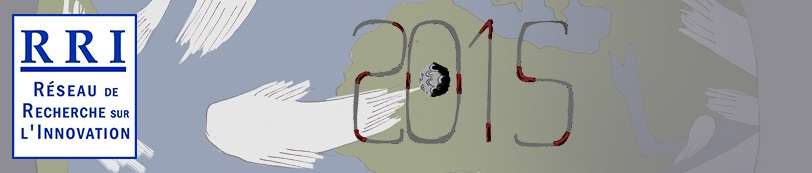 RRI
RÉSEAU DE
RECHERCHE SUR
L'INNOVATION
2015